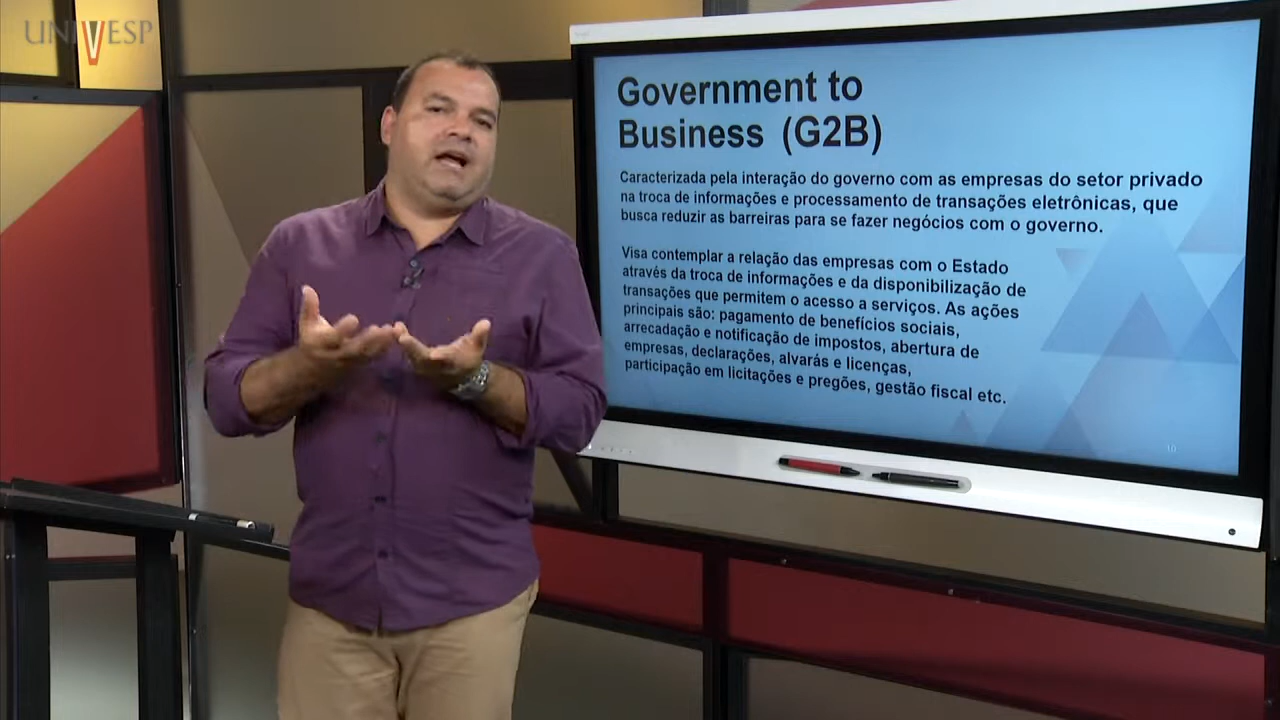 UNIVESP
Government to
Business (G2B)
Caracterizada pela interação do governo com as empresas do setor privado
na troca de informações e processamento de transações eletrônicas, que
busca reduzir as barreiras para se fazer negócios com o governo.
Visa contemplar a relação das empresas com o Estado
através da troca de informações e da disponibilização de
transações que permitem o acesso a serviços. As ações
principais são: pagamento de benefícios sociais,
arrecadação e notificação de impostos, abertura de
empresas, declarações, alvarás e licenças,
participação em licitações e pregões, gestão fiscal etc.
10